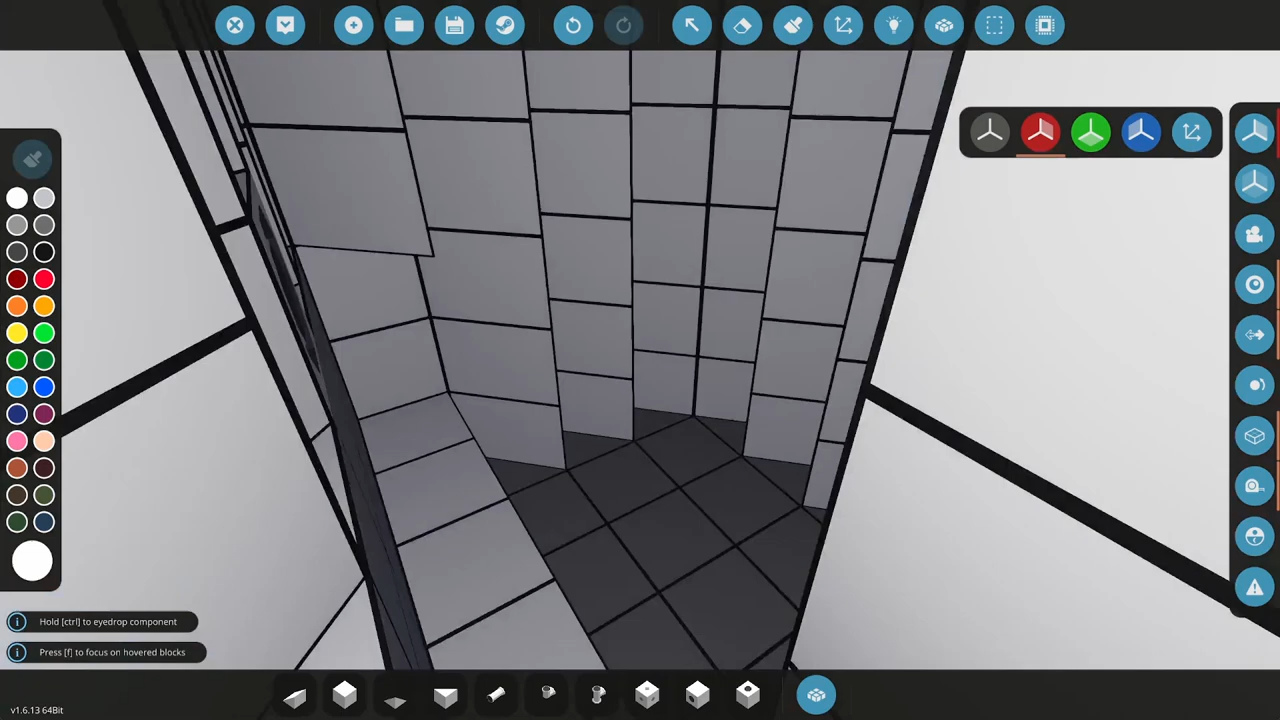 Hold [ctrl] to eyedrop component
Press [f] to focus on hovered blocks
v1.6.13 64Bit